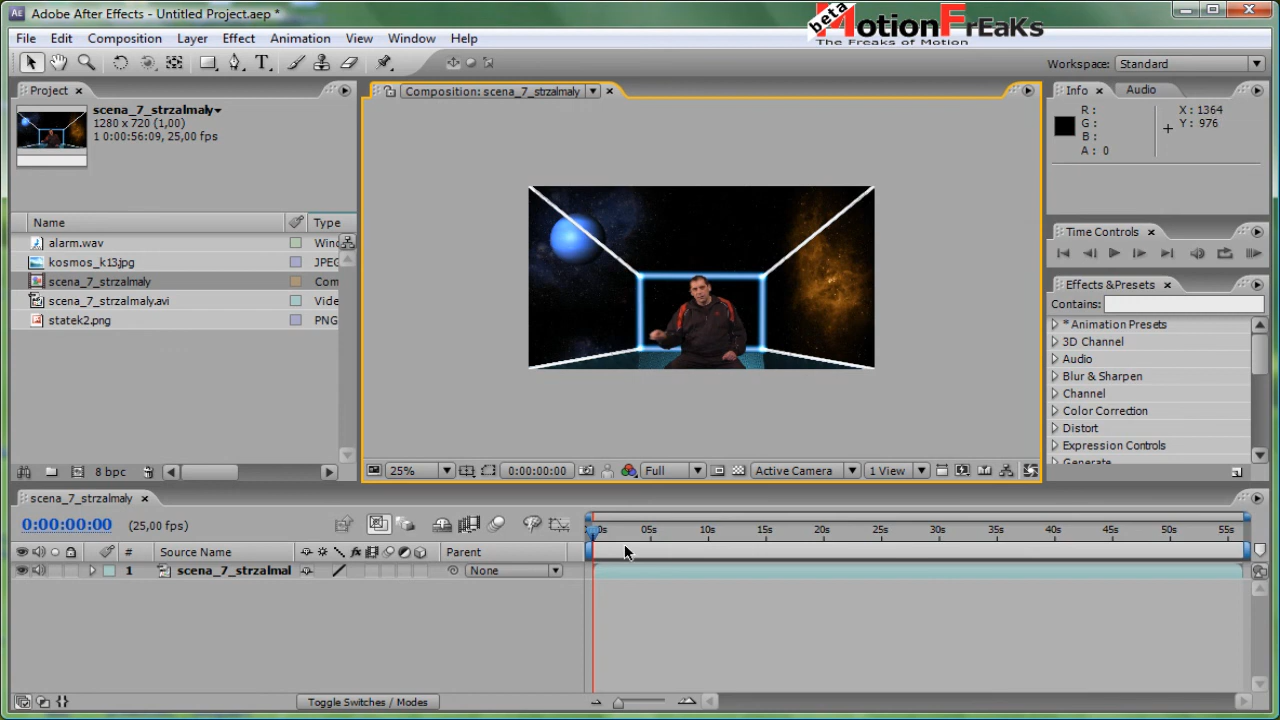 Adobe After Effects - Untitled Project.aep *
beta MotionFrEaKs
The Freaks of Motion
File Edit Composition Layer Effect Animation View Window Help
Workspace: Standard
Project
scena_7_strzalmaly
1280 x 720 (1,00)
1 0:00:56:09, 25,00 fps
Name Type
alarm.wav Wind
kosmos_k13.jpg JPEG
scena_7_strzalmaly Com
scena_7_strzalmaly.avi Vide
statek2.png PNG
8 bpc
Composition: scena_7_strzalmaly
25% 0:00:00:00 Full Active Camera 1 View
Info Audio
R:
G:
B:
A: 0
X: 1364
Y: 976
Time Controls
Effects & Presets
Contains:
* Animation Presets
3D Channel
Audio
Blur & Sharpen
Channel
Color Correction
Distort
Expression Controls
Generate
scena_7_strzalmaly
0:00:00:00 (25,00 fps)
0s 05s 10s 15s 20s 25s 30s 35s 40s 45s 50s 55s
# Source Name Parent
1 scena_7_strzalmal None
Toggle Switches / Modes